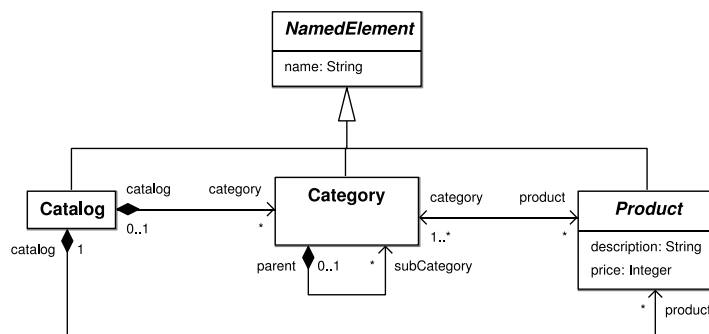 NamedElement
name: String
catalog
category
category
product
Catalog
Category
Product
0..1
*
1..*
*
catalog
1
parent
0..1
*
subCategory
description: String
price: Integer
*
product